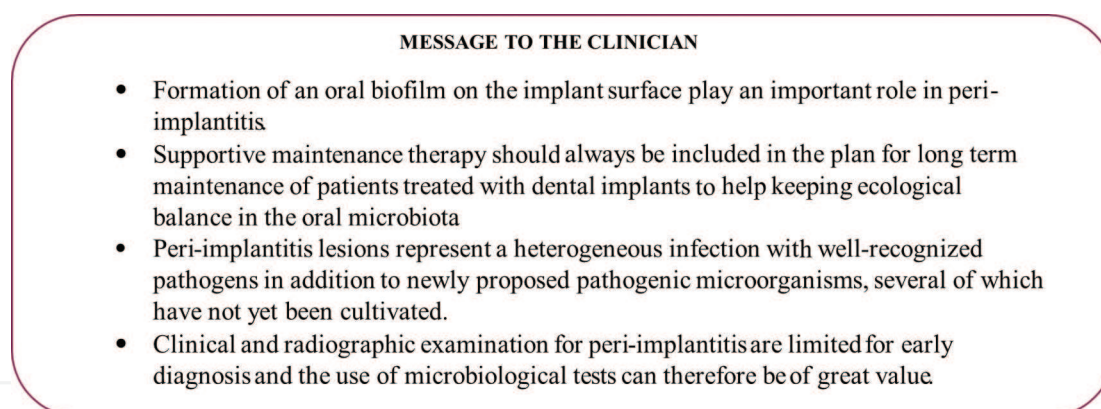 MESSAGE TO THE CLINICIAN
• Formation of an oral biofilm on the implant surface play an important role in peri-
implantitis.
• Supportive maintenance therapy should always be included in the plan for long term
maintenance of patients treated with dental implants to help keeping ecological
balance in the oral microbiota
• Peri-implantitis lesions represent a heterogeneous infection with well-recognized
pathogens in addition to newly proposed pathogenic microorganisms, several of which
have not yet been cultivated.
• Clinical and radiographic examination for peri-implantitis are limited for early
diagnosis and the use of microbiological tests can therefore be of great value.